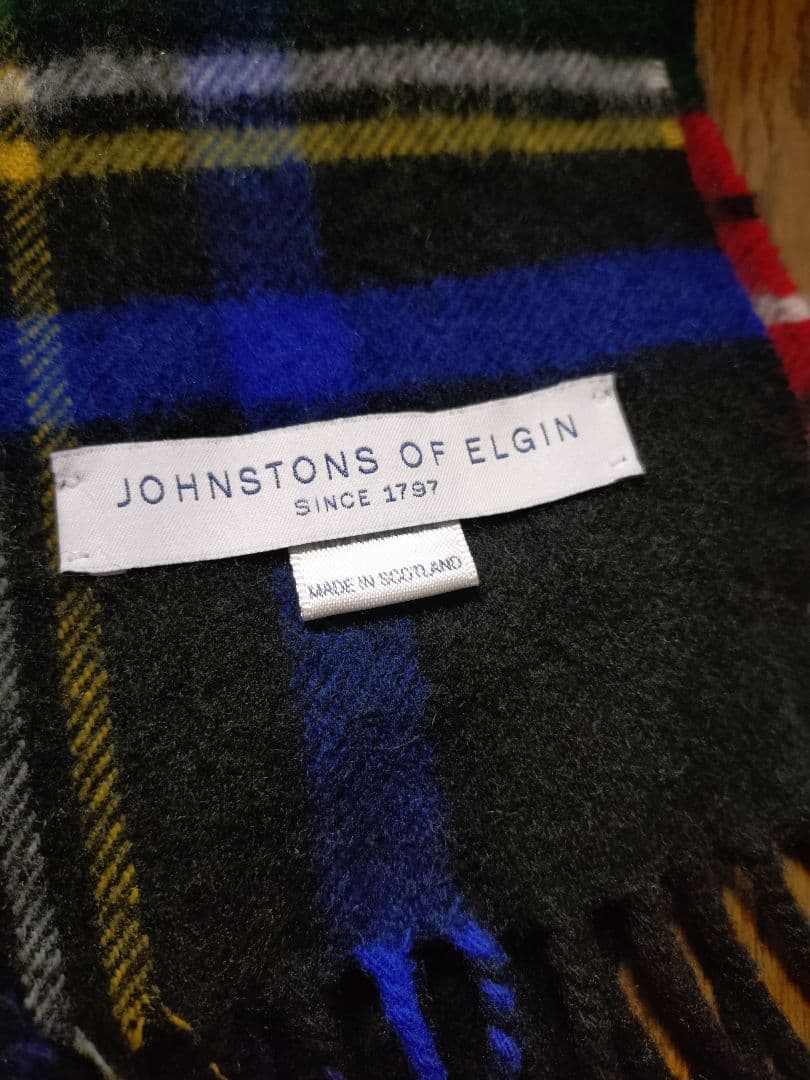 JOHNSTONS OF ELGIN
SINCE 1797
MADE IN SCOTLAND